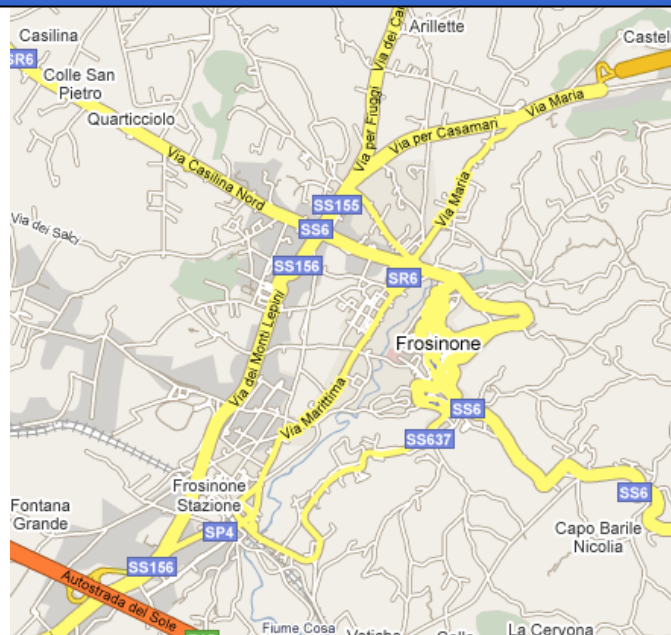 Casilina
Arillette
Castel
SR6
Colle San
Pietro
Via per Fiuggi
Via Maria
Quarticciolo
Via per Casamari
Via Casilina Nord
Via Maria
SS155
Via dei Salci
SS6
SS156
SR6
Via dei Monti Lepini
Frosinone
Via Marittima
SS6
SS637
Frosinone
Stazione
SS6
Fontana
Grande
SP4
Capo Barile
Nicolia
SS156
Autostrada del Sole
Fiume Cosa
La Cervona